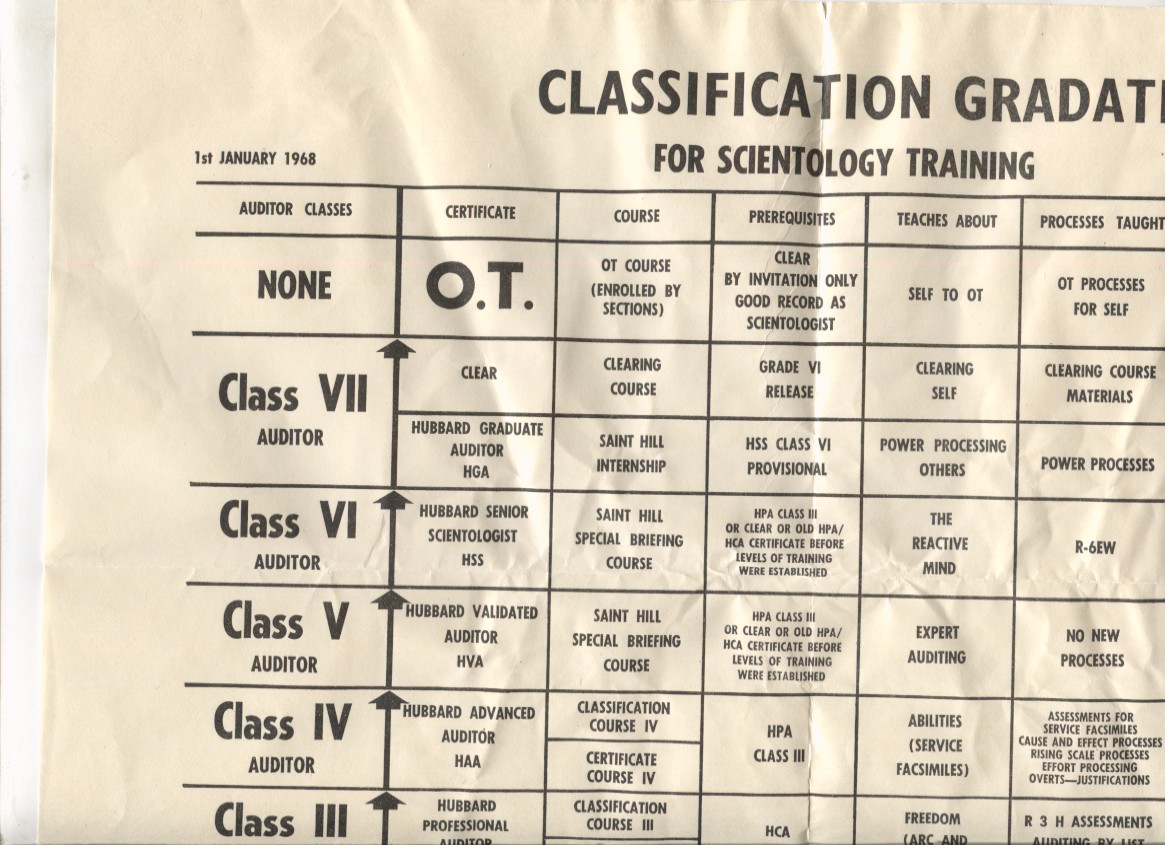 CLASSIFICATION GRADATI
1st JANUARY 1968
FOR SCIENTOLOGY TRAINING
AUDITOR CLASSES
CERTIFICATE
COURSE
PREREQUISITES
TEACHES ABOUT
PROCESSES TAUGHT
NONE
O.T.
OT COURSE
(ENROLLED BY
SECTIONS)
CLEAR
BY INVITATION ONLY
GOOD RECORD AS
SCIENTOLOGIST
SELF TO OT
OT PROCESSES
FOR SELF
Class VII
AUDITOR
CLEAR
CLEARING
COURSE
GRADE VI
RELEASE
CLEARING
SELF
CLEARING COURSE
MATERIALS
HUBBARD GRADUATE
AUDITOR
HGA
SAINT HILL
INTERNSHIP
HSS CLASS VI
PROVISIONAL
POWER PROCESSING
OTHERS
POWER PROCESSES
Class VI
AUDITOR
HUBBARD SENIOR
SCIENTOLOGIST
HSS
SAINT HILL
SPECIAL BRIEFING
COURSE
HPA CLASS III
OR CLEAR OR OLD HPA/
HCA CERTIFICATE BEFORE
LEVELS OF TRAINING
WERE ESTABLISHED
THE
REACTIVE
MIND
R-6EW
Class V
AUDITOR
HUBBARD VALIDATED
AUDITOR
HVA
SAINT HILL
SPECIAL BRIEFING
COURSE
HPA CLASS III
OR CLEAR OR OLD HPA/
HCA CERTIFICATE BEFORE
LEVELS OF TRAINING
WERE ESTABLISHED
EXPERT
AUDITING
NO NEW
PROCESSES
Class IV
AUDITOR
HUBBARD ADVANCED
AUDITOR
HAA
CLASSIFICATION
COURSE IV
CERTIFICATE
COURSE IV
HPA
CLASS III
ABILITIES
(SERVICE
FACSIMILES)
ASSESSMENTS FOR
SERVICE FACSIMILES
CAUSE AND EFFECT PROCESSES
RISING SCALE PROCESSES
EFFORT PROCESSING
OVERTS—JUSTIFICATIONS
Class III
HUBBARD
PROFESSIONAL
AUDITOR
CLASSIFICATION
COURSE III
HCA
FREEDOM
(ARC AND
R 3 H ASSESSMENTS
AUDITING BY LIST